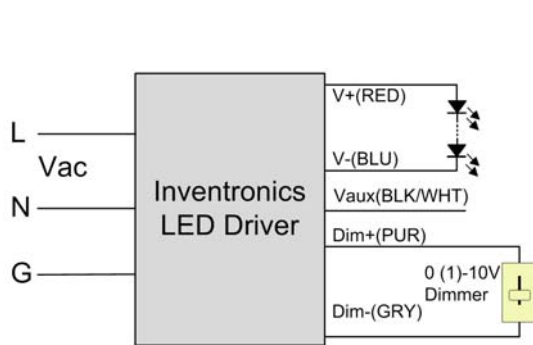 L
Vac
N
G
Inventronics
LED Driver
V+(RED)
V-(BLU)
Vaux(BLK/WHT)
Dim+(PUR)
0 (1)-10V
Dimmer
Dim-(GRY)